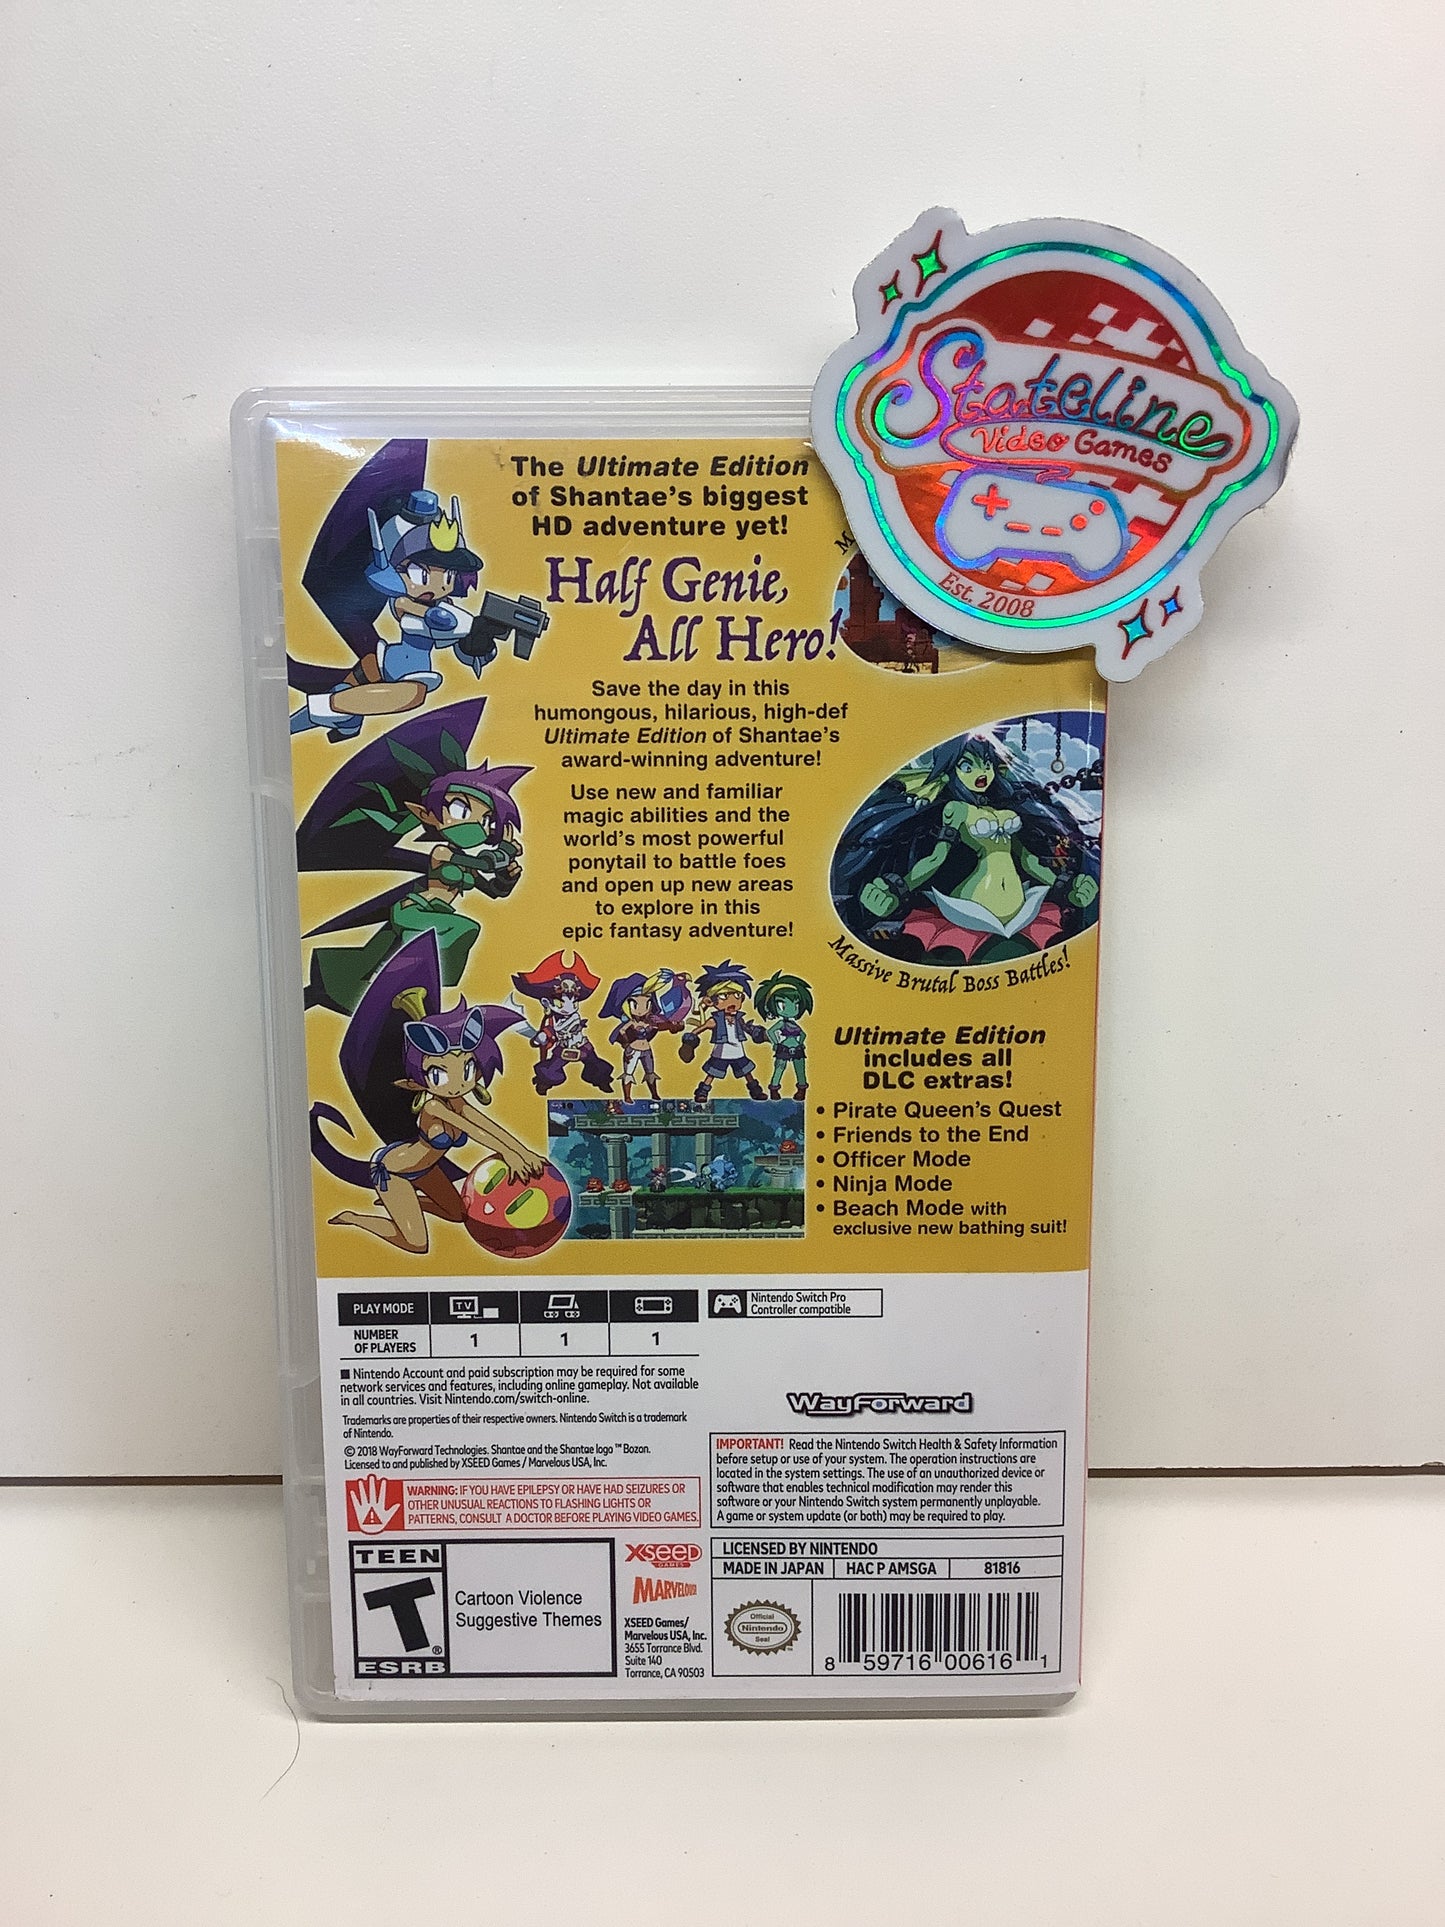 Stateline
Video Games
Est. 2008
The Ultimate Edition
of Shantae's biggest
HD adventure yet!
Half Genie,
All Hero!
Save the day in this
humongous, hilarious, high-def
Ultimate Edition of Shantae's
award-winning adventure!
Use new and familiar
magic abilities and the
world's most powerful
ponytail to battle foes
and open up new areas
to explore in this
epic fantasy adventure!
Massive Brutal Boss Battles!
Ultimate Edition
includes all
DLC extras!
• Pirate Queen's Quest
• Friends to the End
• Officer Mode
• Ninja Mode
• Beach Mode with
exclusive new bathing suit!
PLAY MODE
TV
NUMBER
OF PLAYERS
1
1
1
Nintendo Switch Pro
Controller compatible
■ Nintendo Account and paid subscription may be required for some
network services and features, including online gameplay. Not available
in all countries. Visit Nintendo.com/switch-online.
Trademarks are properties of their respective owners. Nintendo Switch is a trademark
of Nintendo.
© 2018 WayForward Technologies. Shantae and the Shantae logo ™ Bozon.
Licensed to and published by XSEED Games / Marvelous USA, Inc.
WayForward
WARNING: IF YOU HAVE EPILEPSY OR HAVE HAD SEIZURES OR
OTHER UNUSUAL REACTIONS TO FLASHING LIGHTS OR
PATTERNS, CONSULT A DOCTOR BEFORE PLAYING VIDEO GAMES.
IMPORTANT! Read the Nintendo Switch Health & Safety Information
before setup or use of your system. The operation instructions are
located in the system settings. The use of an unauthorized device or
software that enables technical modification may render this
software or your Nintendo Switch system permanently unplayable.
A game or system update (or both) may be required to play.
TEEN
T
®
ESRB
Cartoon Violence
Suggestive Themes
XSEED
GAMES
MARVELOUS!
XSEED Games/
Marvelous USA, Inc.
3655 Torrance Blvd.
Suite 140
Torrance, CA 90503
LICENSED BY NINTENDO
MADE IN JAPAN
HAC P AMSGA
81816
Official
Nintendo
Seal
8 59716 00616 1